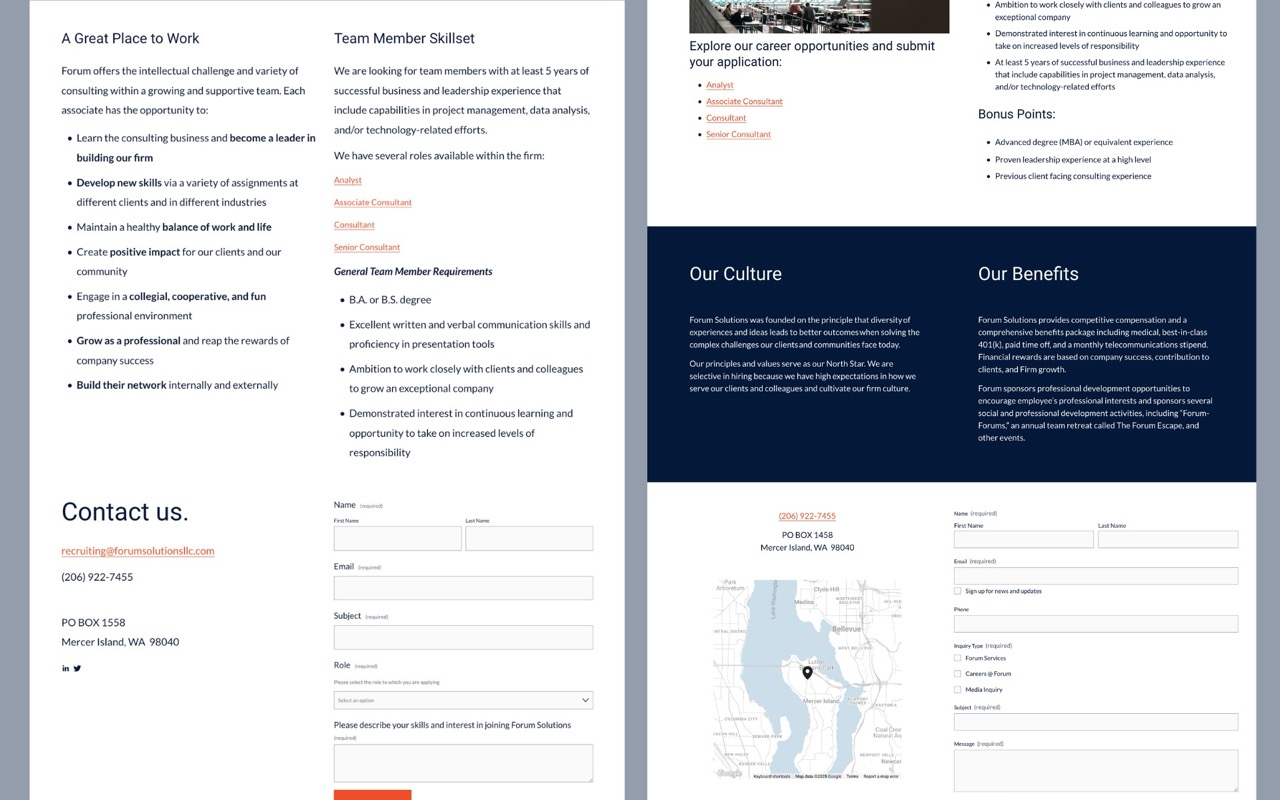 A Great Place to Work
Forum offers the intellectual challenge and variety of
consulting within a growing and supportive team. Each
associate has the opportunity to:
• Learn the consulting business and become a leader in
building our firm
• Develop new skills via a variety of assignments at
different clients and in different industries
• Maintain a healthy balance of work and life
• Create positive impact for our clients and our
community
• Engage in a collegial, cooperative, and fun
professional environment
• Grow as a professional and reap the rewards of
company success
• Build their network internally and externally
Team Member Skillset
We are looking for team members with at least 5 years of
successful business and leadership experience that
include capabilities in project management, data analysis,
and/or technology-related efforts.
We have several roles available within the firm:
Analyst
Associate Consultant
Consultant
Senior Consultant
General Team Member Requirements
• B.A. or B.S. degree
• Excellent written and verbal communication skills and
proficiency in presentation tools
• Ambition to work closely with clients and colleagues
to grow an exceptional company
• Demonstrated interest in continuous learning and
opportunity to take on increased levels of
responsibility
Contact us.
recruiting@forumsolutionsllc.com
(206) 922-7455
PO BOX 1558
Mercer Island, WA 98040
Name (required)
First Name Last Name
Email (required)
Subject (required)
Role (required)
Please select the role to which you are applying
Select an option
Please describe your skills and interest in joining Forum Solutions
(required)
Explore our career opportunities and submit
your application:
• Analyst
• Associate Consultant
• Consultant
• Senior Consultant
• Ambition to work closely with clients and colleagues to grow an
exceptional company
• Demonstrated interest in continuous learning and opportunity to
take on increased levels of responsibility
• At least 5 years of successful business and leadership experience
that include capabilities in project management, data analysis,
and/or technology-related efforts
Bonus Points:
• Advanced degree (MBA) or equivalent experience
• Proven leadership experience at a high level
• Previous client facing consulting experience
Our Culture
Forum Solutions was founded on the principle that diversity of
experiences and ideas leads to better outcomes when solving the
complex challenges our clients and communities face today.
Our principles and values serve as our North Star. We are
selective in hiring because we have high expectations in how we
serve our clients and colleagues and cultivate our firm culture.
Our Benefits
Forum Solutions provides competitive compensation and a
comprehensive benefits package including medical, best-in-class
401(k), paid time off, and a monthly telecommunications stipend.
Financial rewards are based on company success, contribution to
clients, and Firm growth.
Forum sponsors professional development opportunities to
encourage employee's professional interests and sponsors several
social and professional development activities, including "Forum-
Forums," an annual team retreat called The Forum Escape, and
other events.
(206) 922-7455
PO BOX 1458
Mercer Island, WA 98040
Park
Arboretum
Lake Washington
Clyde Hill
Medina
NORTHWEST
BELLEVUE
Bellevue
WEST BELLEVUE
Mercer Island
FACTORIA
COLUMBIA CITY
SEWARD PARK
Coal Cree
Natural Ar
NEWPORT HILLS
Newcas
Google
Keyboard shortcuts Map data ©2025 Google Terms Report a map error
Name (required)
First Name Last Name
Email (required)
Sign up for news and updates
Phone
Inquiry Type (required)
Forum Services
Careers @ Forum
Media Inquiry
Subject (required)
Message (required)